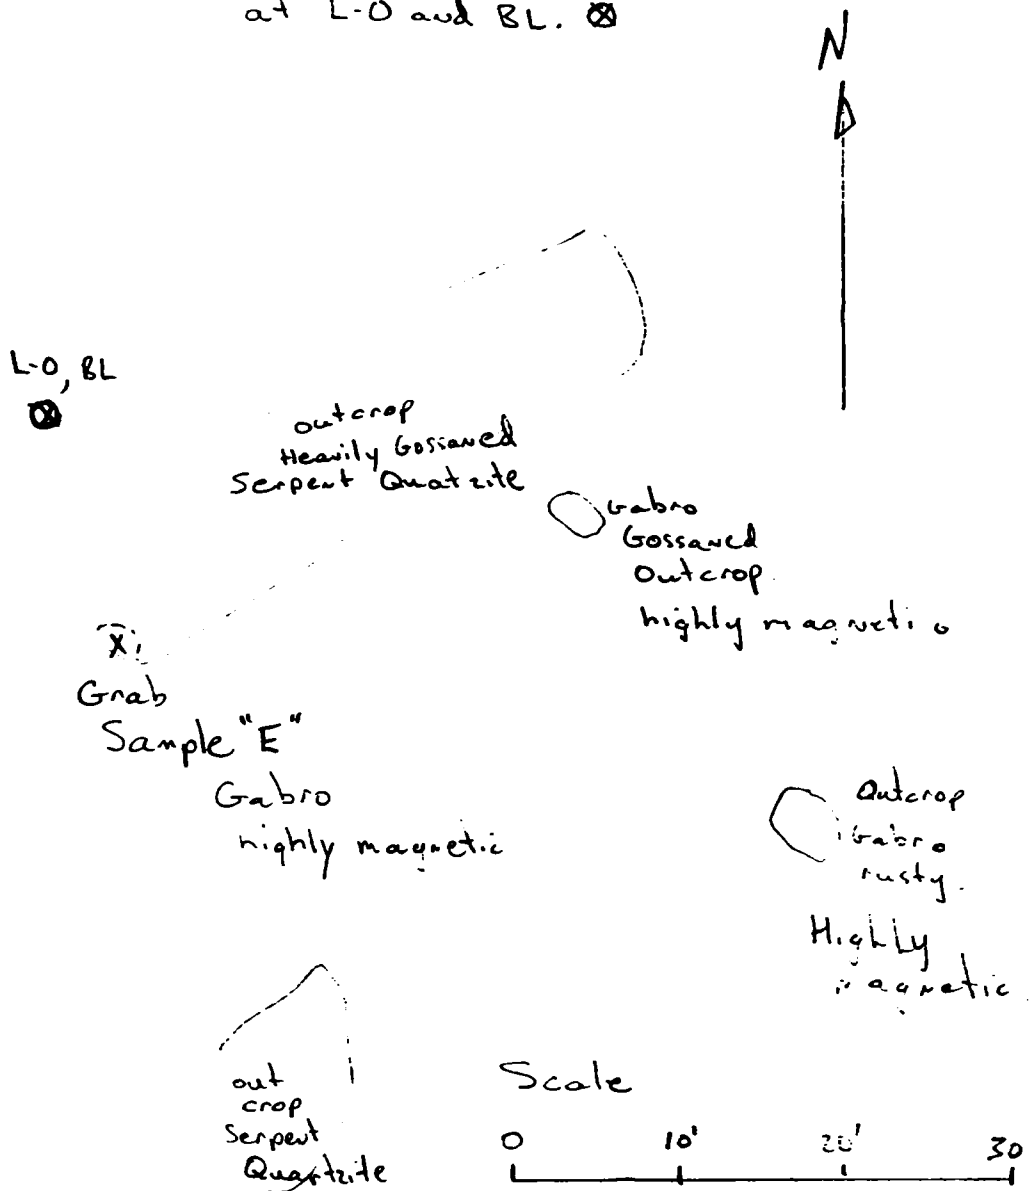 at L-O and BL. ⊗
N
L-O, BL
outcrop
Heavily Gossaned
Serpent Quatzite
Gabro
Gossaned
Outcrop
highly magnetic
X
Grab
Sample "E"
Gabro
highly magnetic
Outcrop
Gabro
rusty.
Highly
magnetic
out
crop
Serpent
Quartzite
Scale
0 10' 20' 30